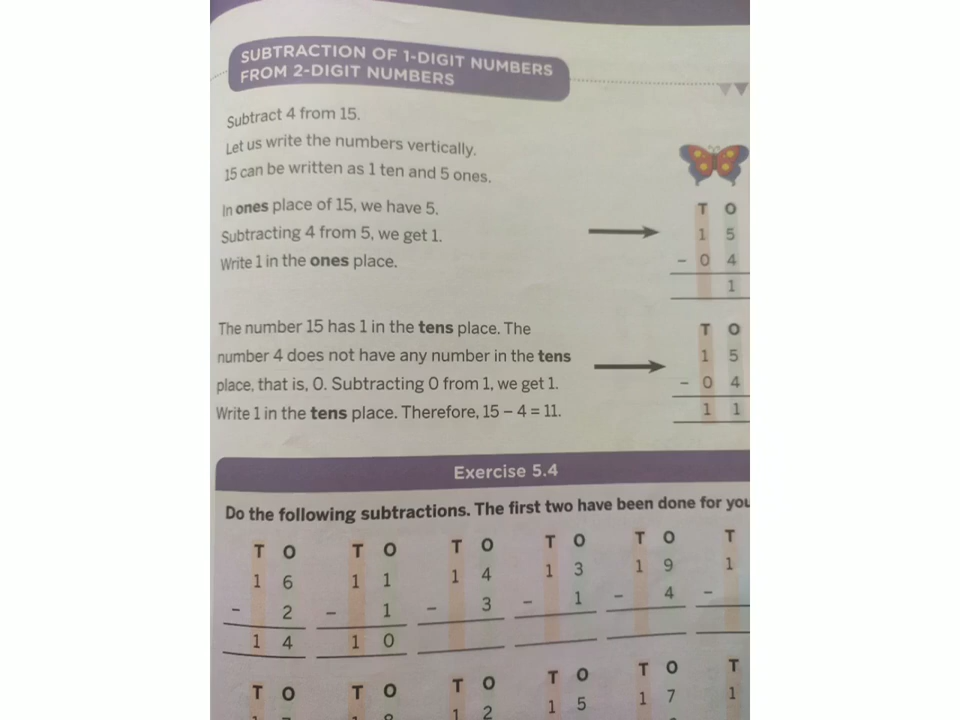 SUBTRACTION OF 1-DIGIT NUMBERS
FROM 2-DIGIT NUMBERS
Subtract 4 from 15.
Let us write the numbers vertically.
15 can be written as 1 ten and 5 ones.
In ones place of 15, we have 5.
Subtracting 4 from 5, we get 1.
Write 1 in the ones place.
T O
1 5
- 0 4
1
The number 15 has 1 in the tens place. The
number 4 does not have any number in the tens
place, that is, 0. Subtracting 0 from 1, we get 1.
Write 1 in the tens place. Therefore, 15 – 4 = 11.
T O
1 5
- 0 4
1 1
Exercise 5.4
Do the following subtractions. The first two have been done for you
T O T O T O T O T O T
1 6 1 1 1 4 1 3 1 9 1
- 2 - 1 - 3 - 1 - 4 -
1 4 1 0
T O T O T O T O T O T
1 2 1 5 1 7 1